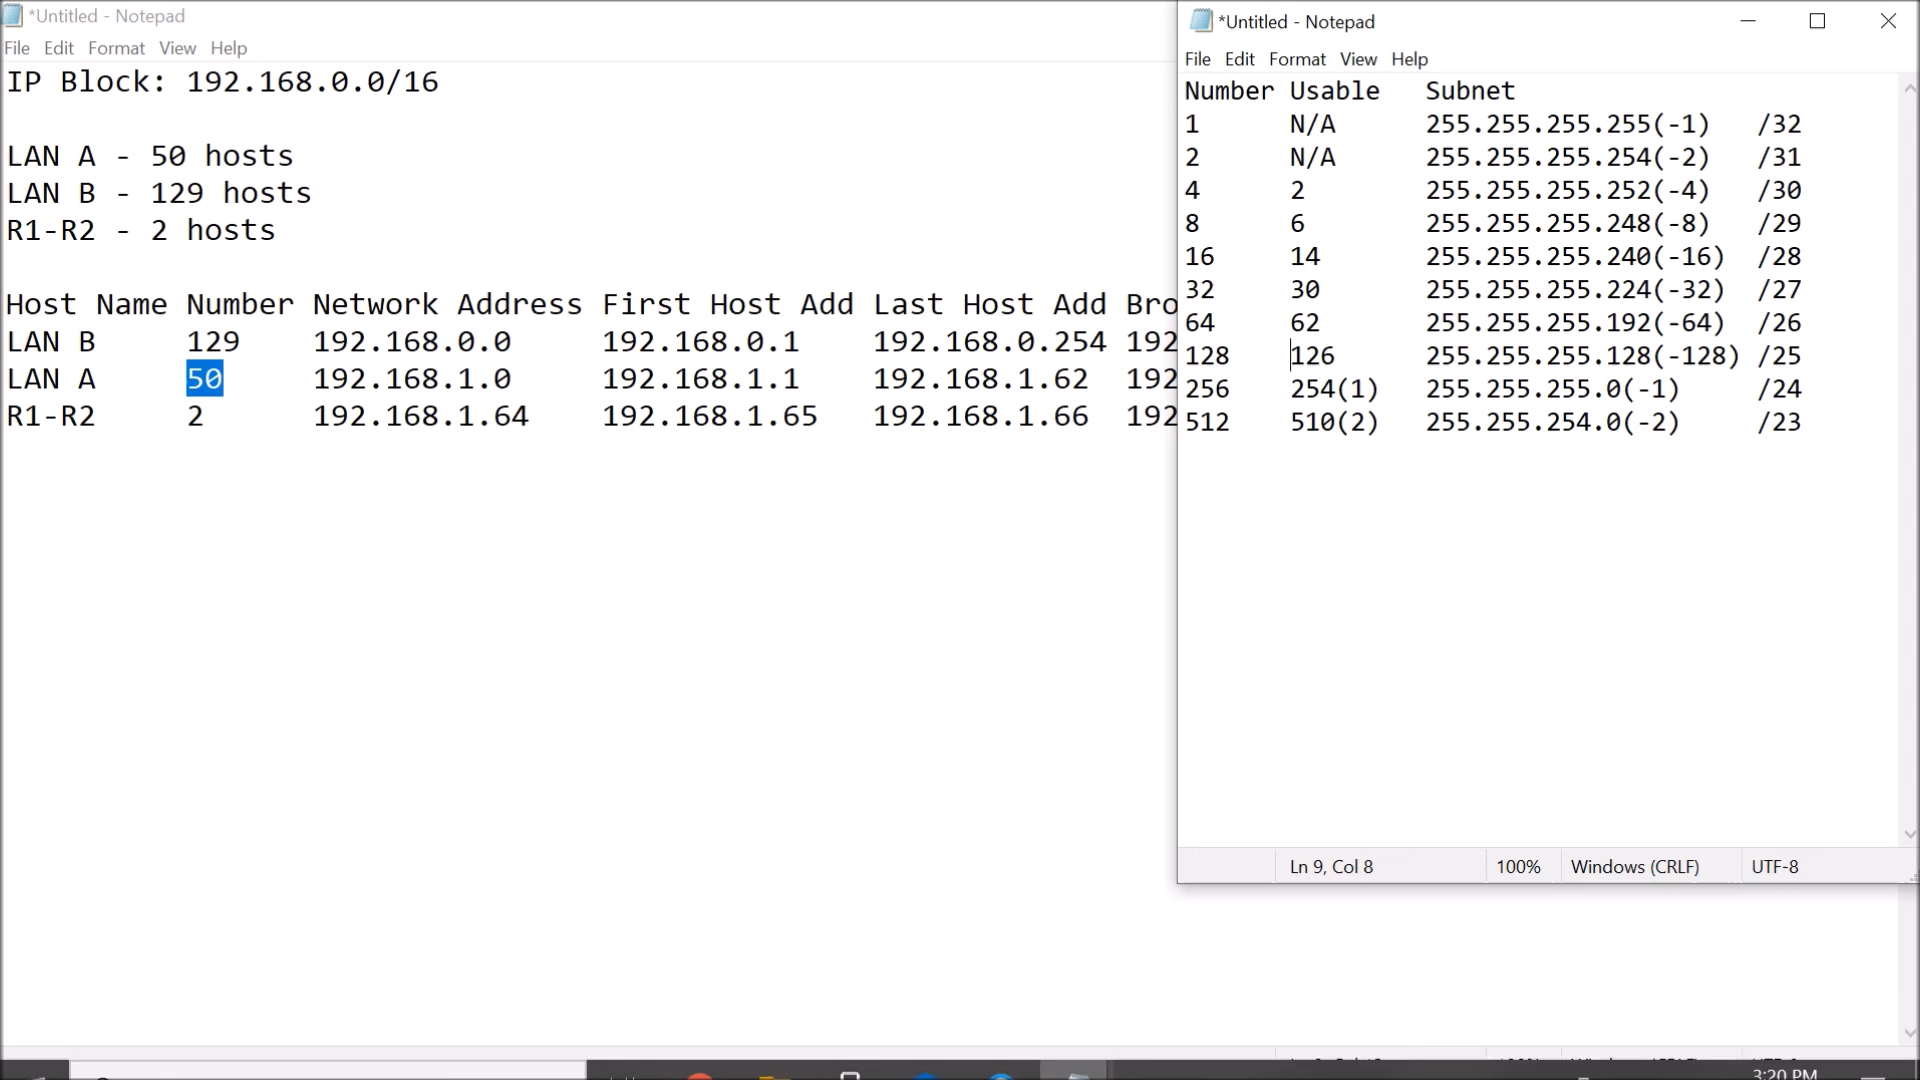 *Untitled - Notepad
File Edit Format View Help
IP Block: 192.168.0.0/16
LAN A - 50 hosts
LAN B - 129 hosts
R1-R2 - 2 hosts
Host Name Number Network Address First Host Add Last Host Add Bro
LAN B 129 192.168.0.0 192.168.0.1 192.168.0.254 192
LAN A 50 192.168.1.0 192.168.1.1 192.168.1.62 192
R1-R2 2 192.168.1.64 192.168.1.65 192.168.1.66 192
*Untitled - Notepad
File Edit Format View Help
Number Usable Subnet
1 N/A 255.255.255.255(-1) /32
2 N/A 255.255.255.254(-2) /31
4 2 255.255.255.252(-4) /30
8 6 255.255.255.248(-8) /29
16 14 255.255.255.240(-16) /28
32 30 255.255.255.224(-32) /27
64 62 255.255.255.192(-64) /26
128 126 255.255.255.128(-128) /25
256 254(1) 255.255.255.0(-1) /24
512 510(2) 255.255.254.0(-2) /23
Ln 9, Col 8 100% Windows (CRLF) UTF-8
3:20 PM